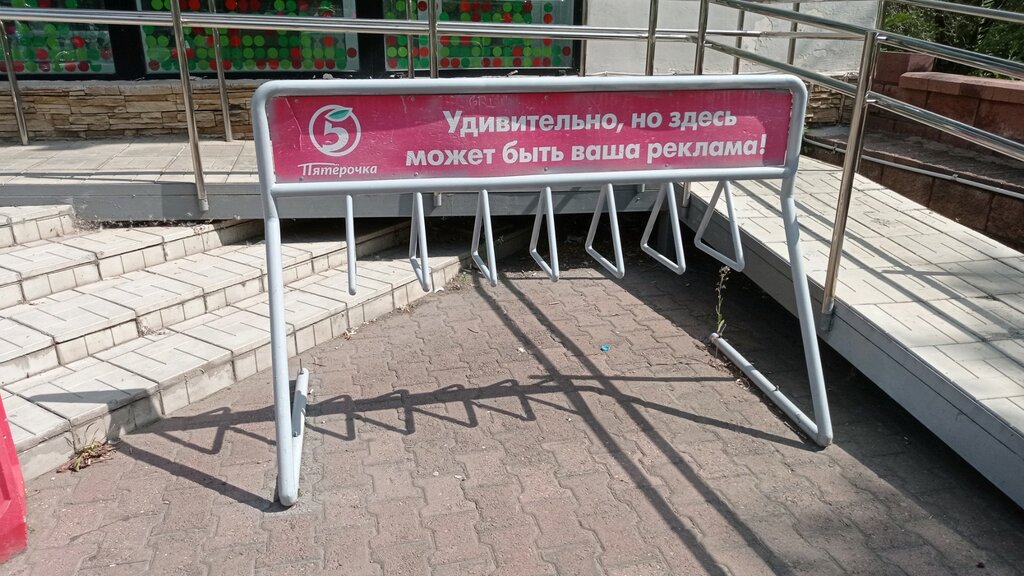 5
Пятёрочка
Удивительно, но здесь
может быть ваша реклама!